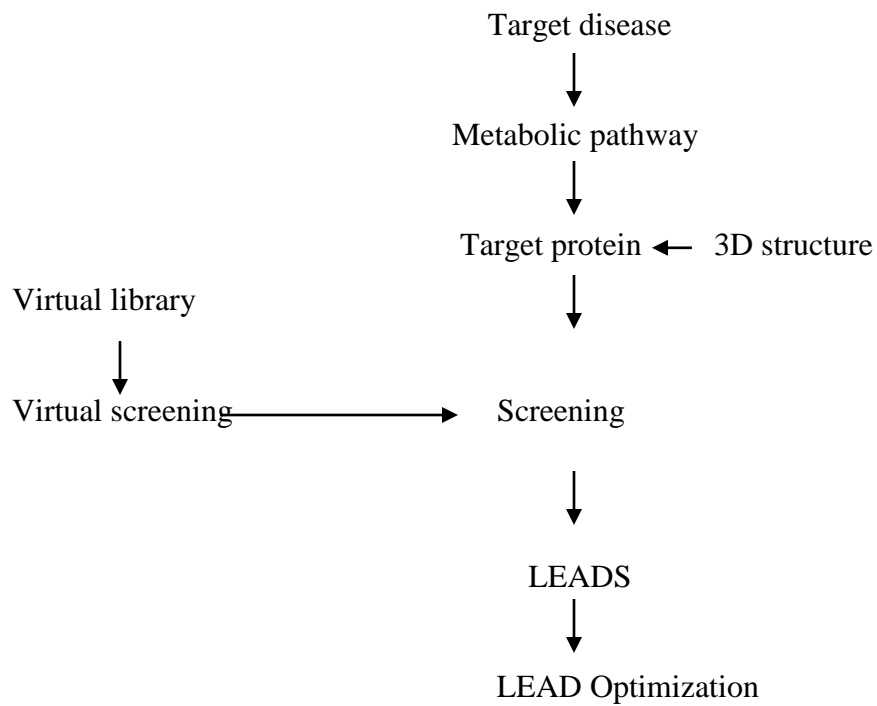 Target disease
Metabolic pathway
Target protein
3D structure
Virtual library
Virtual screening
Screening
LEADS
LEAD Optimization